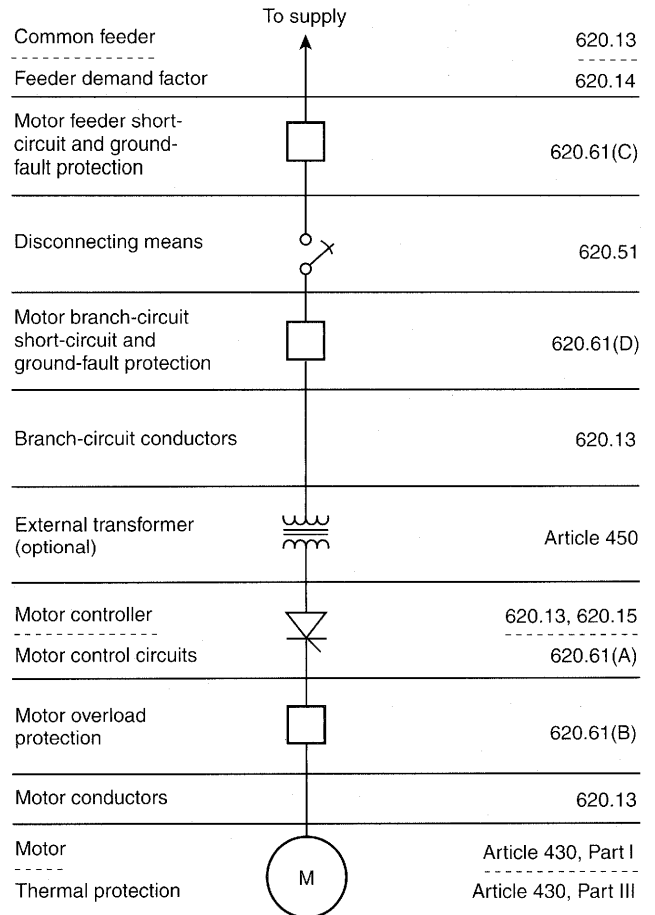 To supply
Common feeder 620.13
Feeder demand factor 620.14
Motor feeder short-
circuit and ground-
fault protection 620.61(C)
Disconnecting means 620.51
Motor branch-circuit
short-circuit and
ground-fault protection 620.61(D)
Branch-circuit conductors 620.13
External transformer
(optional) Article 450
Motor controller 620.13, 620.15
Motor control circuits 620.61(A)
Motor overload
protection 620.61(B)
Motor conductors 620.13
Motor Article 430, Part I
M
Thermal protection Article 430, Part III